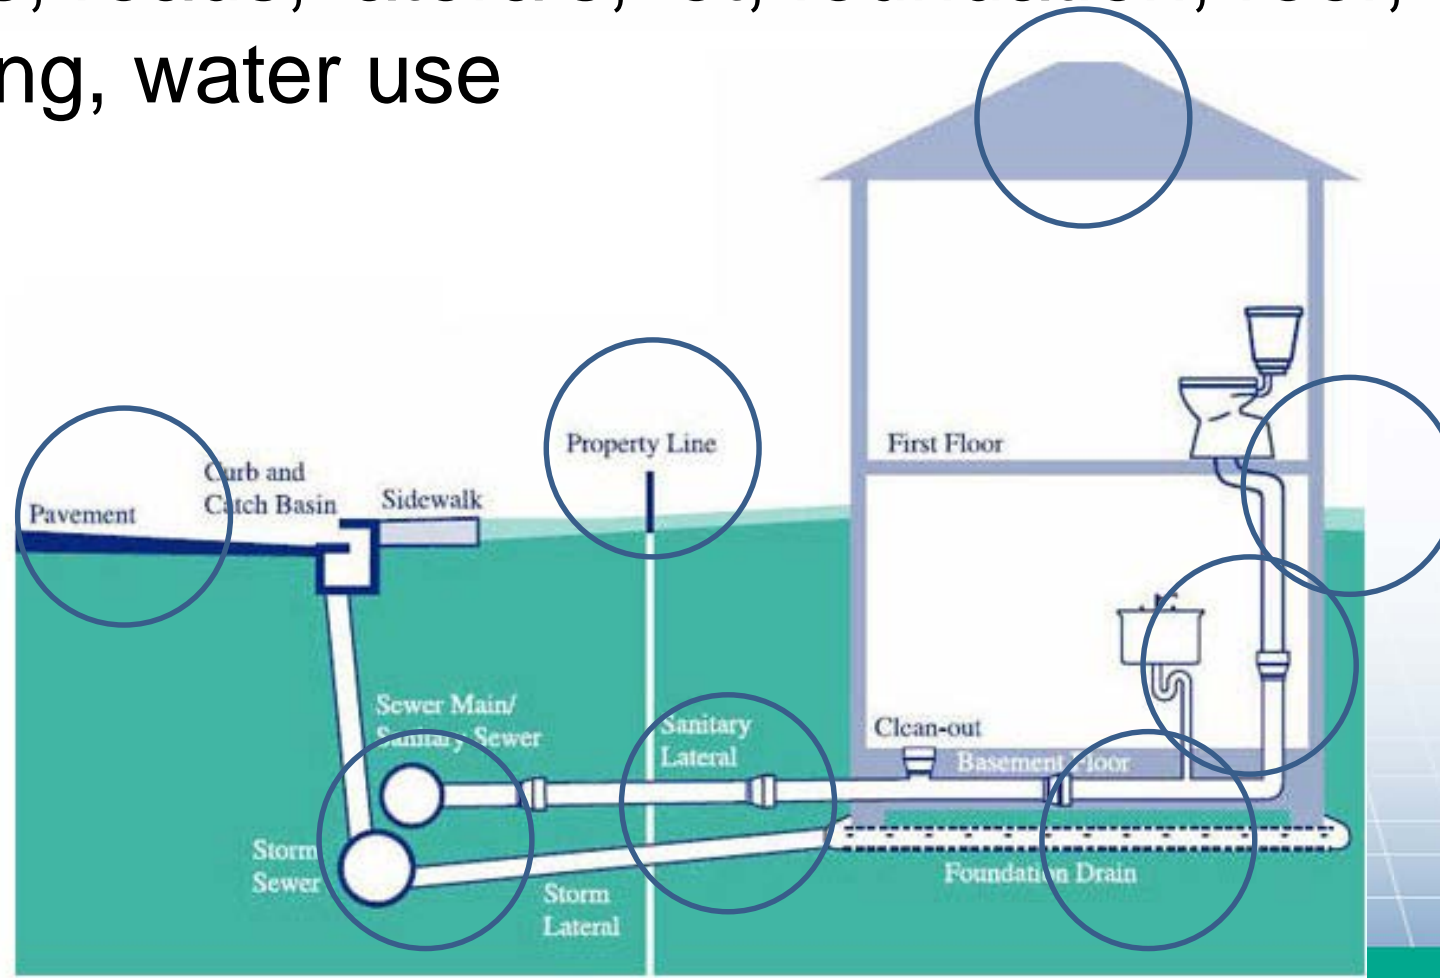 ng, water use
Property Line
First Floor
Curb and
Catch Basin
Sidewalk
Pavement
Sewer Main/
Sanitary Sewer
Sanitary
Lateral
Clean-out
Basement Floor
Storm
Sewer
Foundation Drain
Storm
Lateral